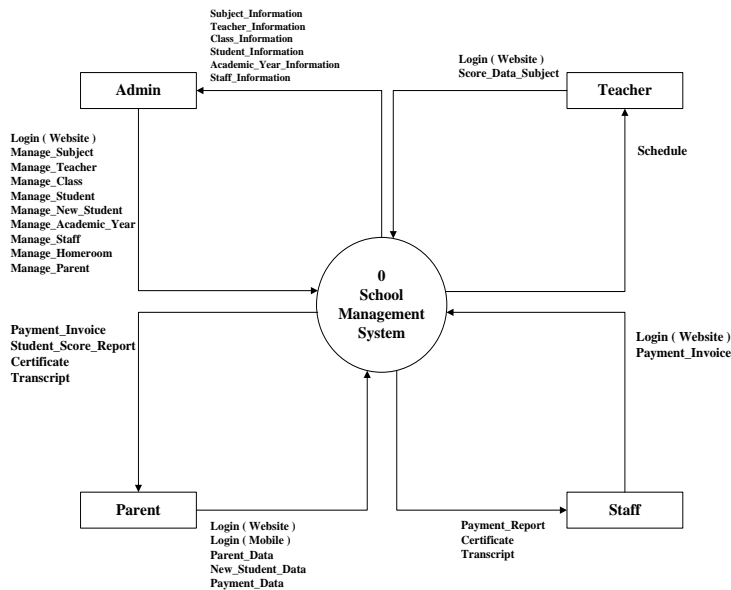 Subject_Information
Teacher_Information
Class_Information
Student_Information
Academic_Year_Information
Staff_Information
Admin
Login ( Website )
Score_Data_Subject
Teacher
Login ( Website )
Manage_Subject
Manage_Teacher
Manage_Class
Manage_Student
Manage_New_Student
Manage_Academic_Year
Manage_Staff
Manage_Homeroom
Manage_Parent
Schedule
0
School
Management
System
Payment_Invoice
Student_Score_Report
Certificate
Transcript
Login ( Website )
Payment_Invoice
Parent
Login ( Website )
Login ( Mobile )
Parent_Data
New_Student_Data
Payment_Data
Payment_Report
Certificate
Transcript
Staff